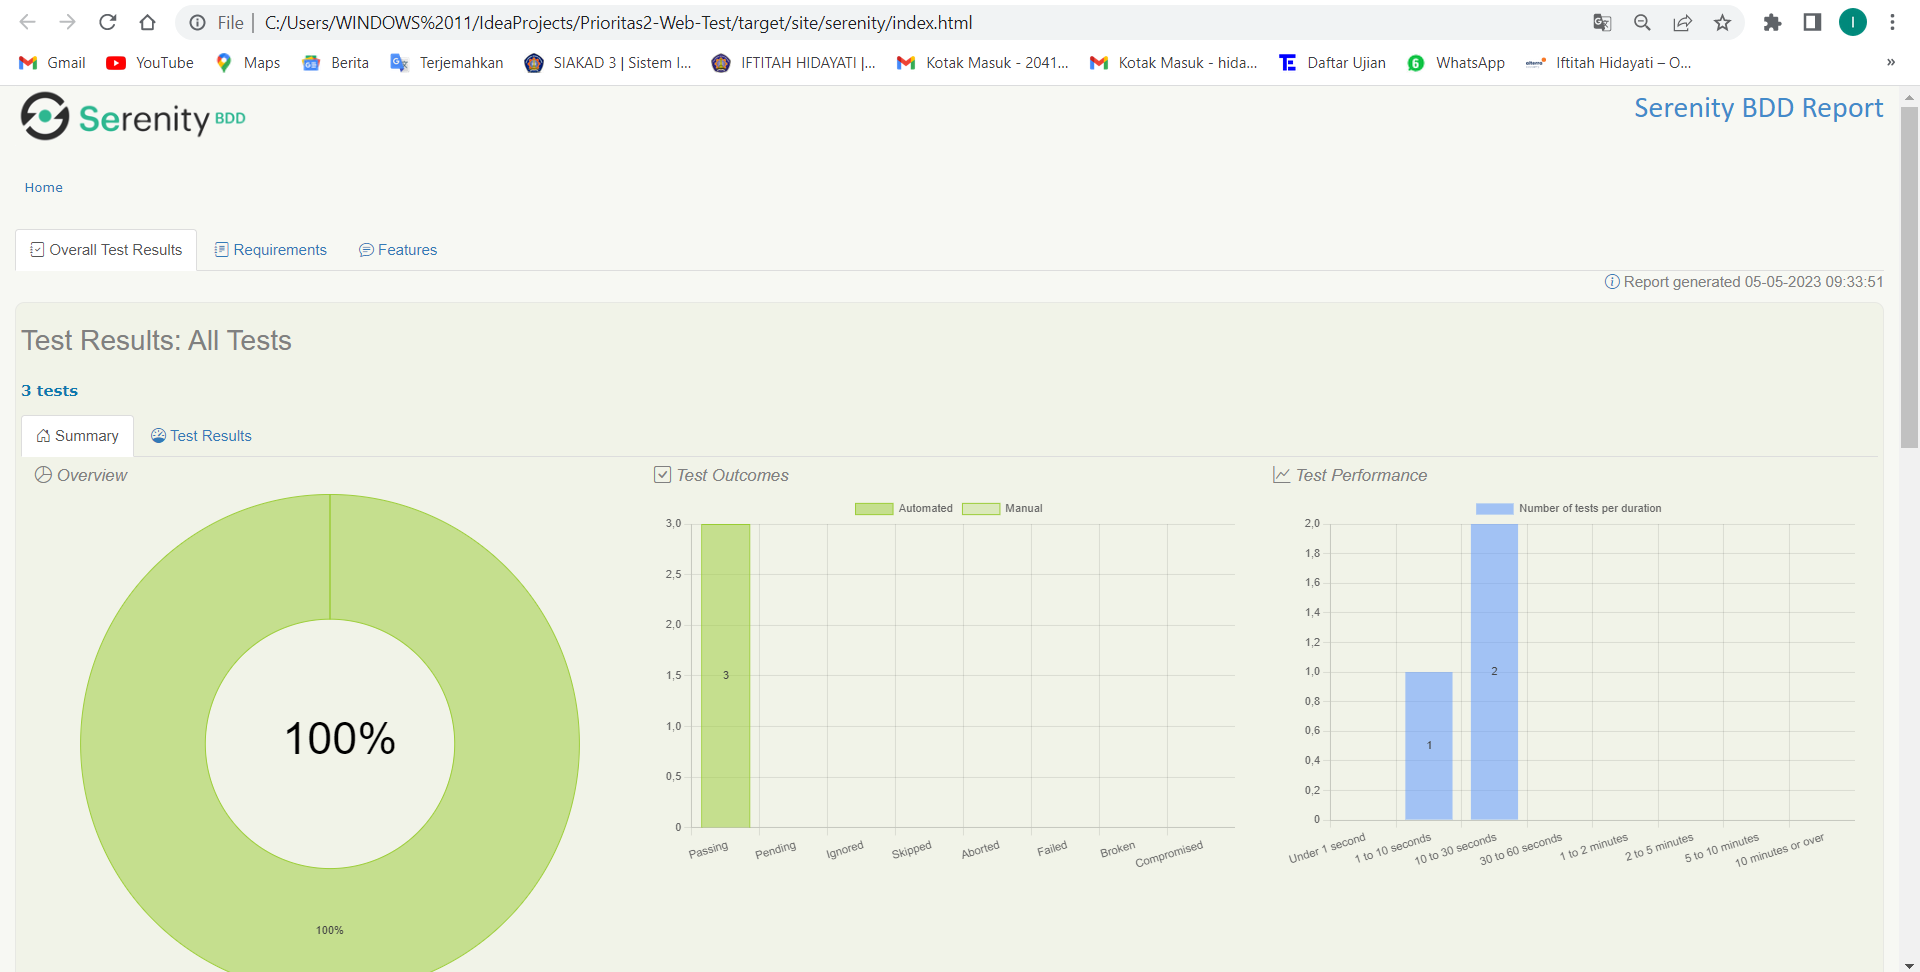 File | C:/Users/WINDOWS%2011/IdeaProjects/Prioritas2-Web-Test/target/site/serenity/index.html
I
Gmail YouTube Maps Berita Terjemahkan SIAKAD 3 | Sistem I... IFTITAH HIDAYATI |... Kotak Masuk - 2041... Kotak Masuk - hida... Daftar Ujian WhatsApp Iftitah Hidayati – O... »
Serenity BDD
Serenity BDD Report
Home
Overall Test Results Requirements Features
Report generated 05-05-2023 09:33:51
Test Results: All Tests
3 tests
Summary Test Results
Overview
100%
100%
Test Outcomes
Automated Manual
3,0
2,5
2,0
1,5
1,0
0,5
0
3
Passing Pending Ignored Skipped Aborted Failed Broken Compromised
Test Performance
Number of tests per duration
2,0
1,8
1,6
1,4
1,2
1,0
0,8
0,6
0,4
0,2
0
1
2
Under 1 second 1 to 10 seconds 10 to 30 seconds 30 to 60 seconds 1 to 2 minutes 2 to 5 minutes 5 to 10 minutes 10 minutes or over